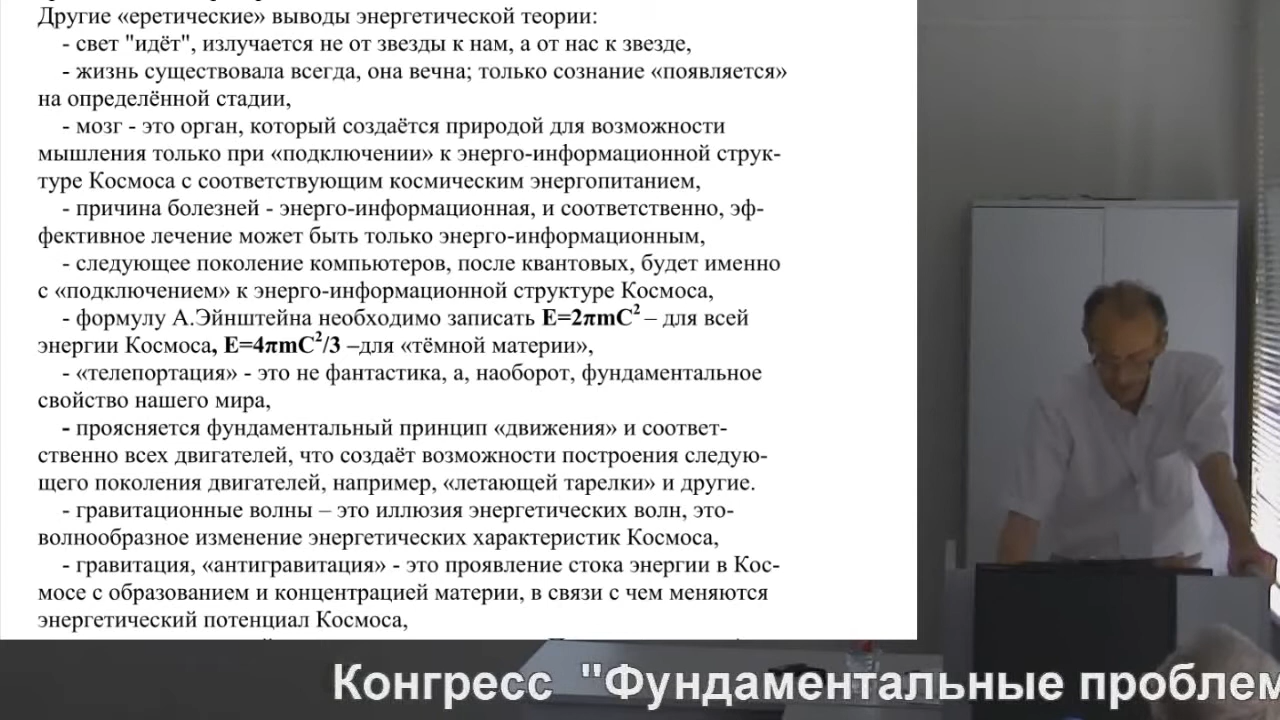 Другие «еретические» выводы энергетической теории:
- свет "идёт", излучается не от звезды к нам, а от нас к звезде,
- жизнь существовала всегда, она вечна; только сознание «появляется»
на определённой стадии,
- мозг - это орган, который создаётся природой для возможности
мышления только при «подключении» к энерго-информационной струк-
туре Космоса с соответствующим космическим энергопитанием,
- причина болезней - энерго-информационная, и соответственно, эф-
фективное лечение может быть только энерго-информационным,
- следующее поколение компьютеров, после квантовых, будет именно
с «подключением» к энерго-информационной структуре Космоса,
- формулу А.Эйнштейна необходимо записать E=2πmC² – для всей
энергии Космоса, E=4πmC²/3 –для «тёмной материи»,
- «телепортация» - это не фантастика, а, наоборот, фундаментальное
свойство нашего мира,
- проясняется фундаментальный принцип «движения» и соответ-
ственно всех двигателей, что создаёт возможности построения следую-
щего поколения двигателей, например, «летающей тарелки» и другие.
- гравитационные волны – это иллюзия энергетических волн, это-
волнообразное изменение энергетических характеристик Космоса,
- гравитация, «антигравитация» - это проявление стока энергии в Кос-
мосе с образованием и концентрацией материи, в связи с чем меняются
энергетический потенциал Космоса,
Конгресс "Фундаментальные проблем